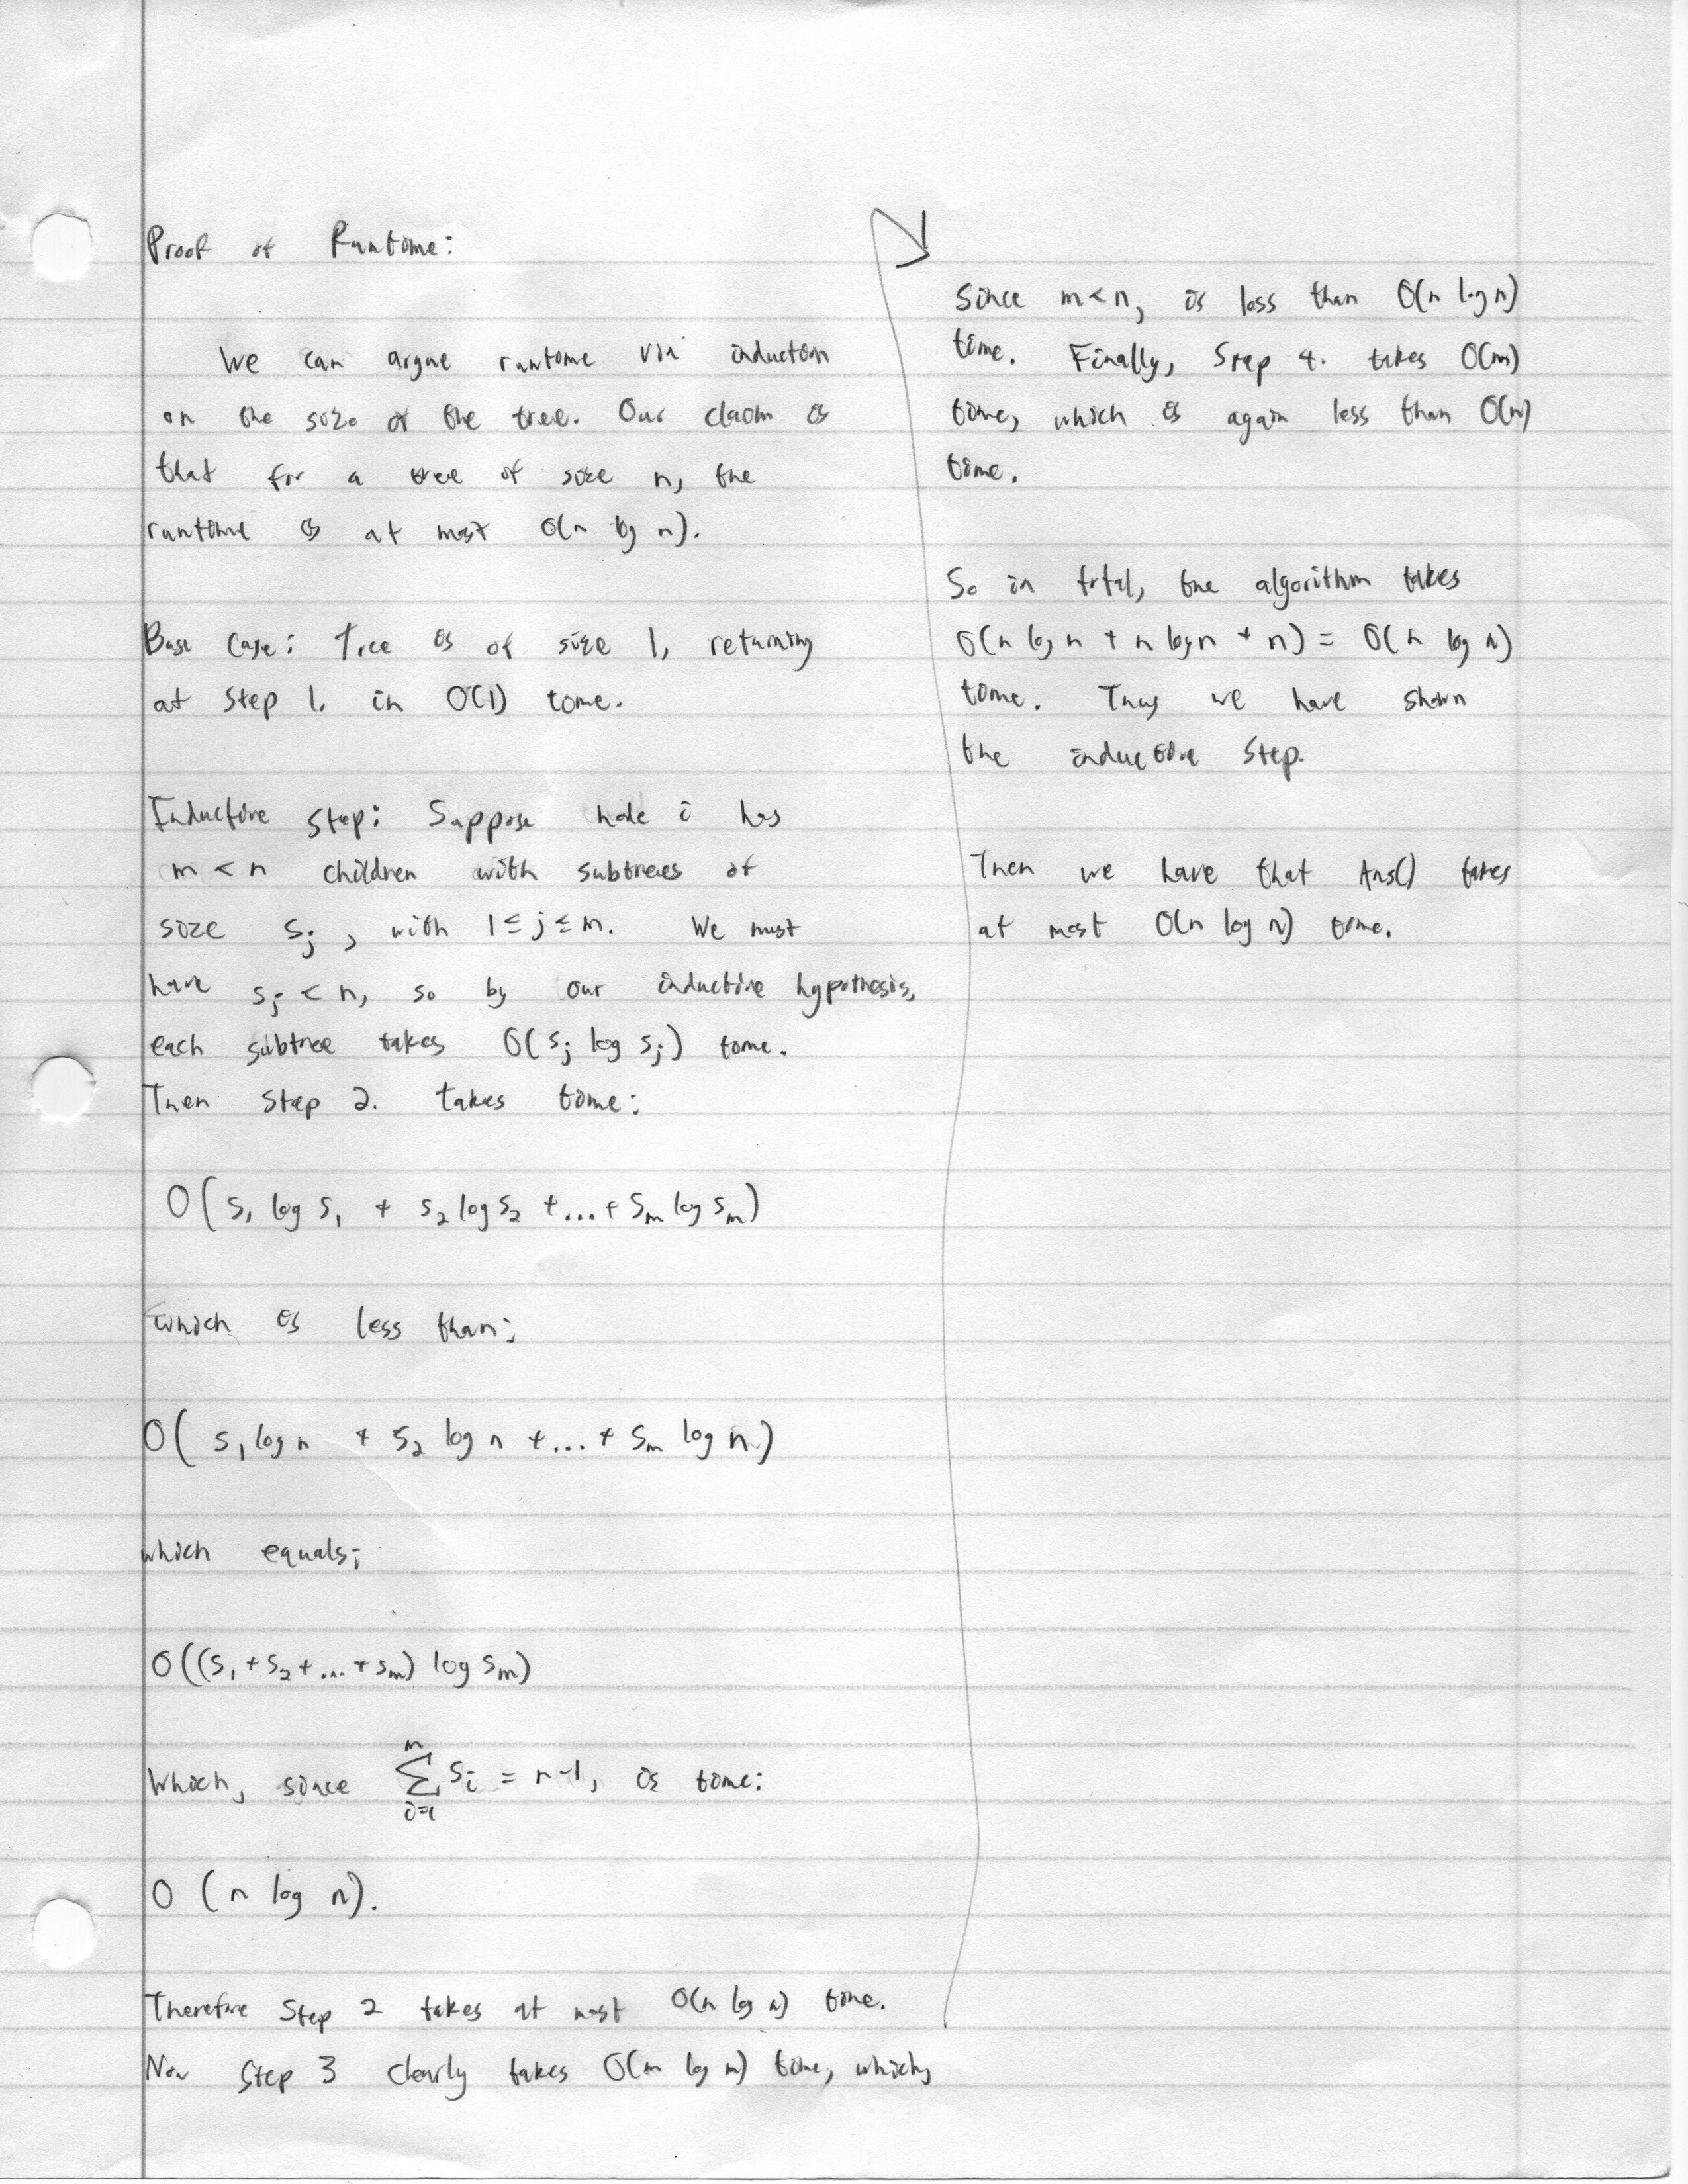 Proof of Runtime:
We can argue runtime via induction
on the size of the tree. Our claim is
that for a tree of size n, the
runtime is at most O(n log n).
Base Case: Tree is of size 1, returning
at Step 1. in O(1) time.
Inductive Step: Suppose node i has
m < n children with subtrees of
size s_j, with 1 ≤ j ≤ m. We must
have s_j < n, so by our inductive hypothesis,
each subtree takes O(s_j log s_j) time.
Then Step 2. takes time:
O(s_1 log s_1 + s_2 log s_2 + ... + s_m log s_m)
which is less than:
O(s_1 log n + s_2 log n + ... + s_m log n)
which equals:
O((s_1 + s_2 + ... + s_m) log s_m)
Which, since ∑_{i=1}^{m} s_i = n-1, is time:
O(n log n).
Therefore Step 2 takes at most O(n log n) time.
Now Step 3 clearly takes O(m log m) time, which,
Since m < n, is less than O(n log n)
time. Finally, Step 4. takes O(m)
time, which is again less than O(n)
time.
So in total, the algorithm takes
O(n log n + n log n + n) = O(n log n)
time. Thus we have shown
the inductive step.
Then we have that Ans() takes
at most O(n log n) time.